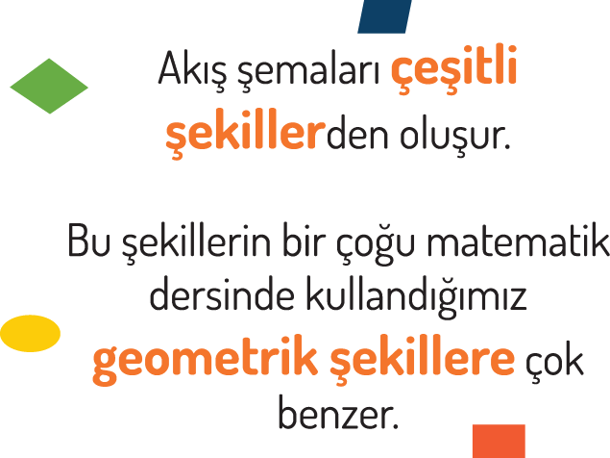 Akış şemaları çeşitli
şekillerden oluşur.
Bu şekillerin bir çoğu matematik
dersinde kullandığımız
geometrik şekillere çok
benzer.